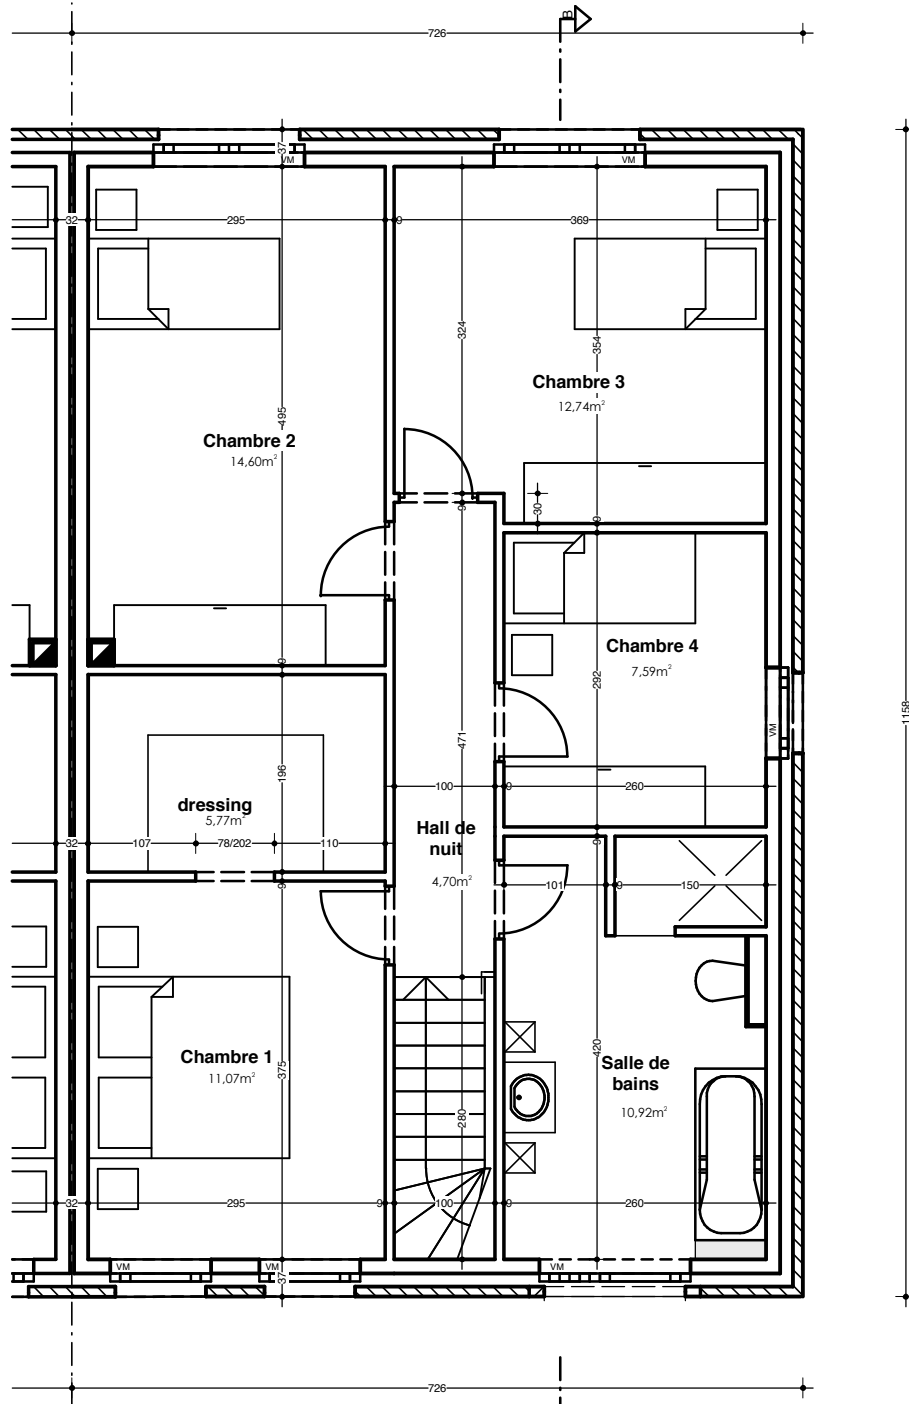 B
726
37
VM
VM
32
295
9
369
324
354
495
Chambre 3
12,74m²
Chambre 2
14,60m²
9
30
9
Chambre 4
7,59m²
292
9
VM
1158
471
196
100
9
260
dressing
5,77m²
Hall de
nuit
4,70m²
32
107
78/202
110
9
9
101
9
150
420
Chambre 1
11,07m²
375
Salle de
bains
10,92m²
280
32
295
9
100
9
260
VM
VM
37
VM
726